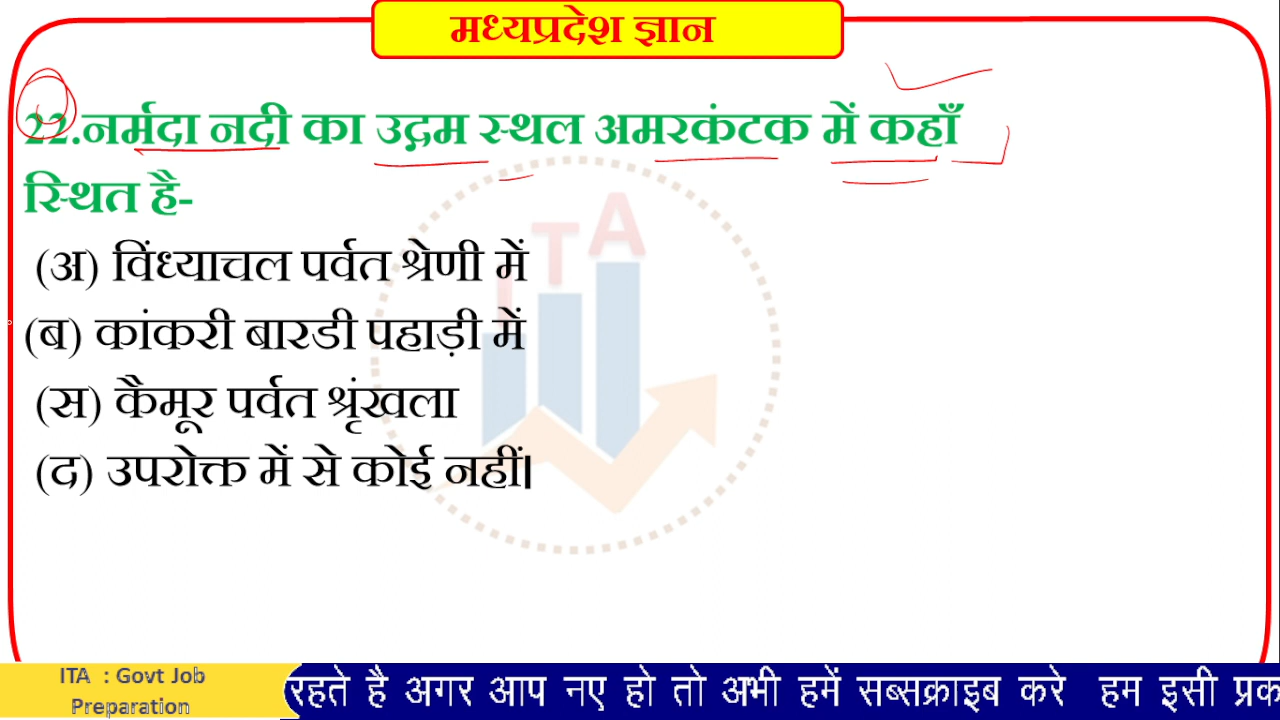 मध्यप्रदेश ज्ञान
22.नर्मदा नदी का उद्गम स्थल अमरकंटक में कहाँ
स्थित है-
(अ) विंध्याचल पर्वत श्रेणी में
(ब) कांकरी बारडी पहाड़ी में
(स) कैमूर पर्वत श्रृंखला
(द) उपरोक्त में से कोई नहीं।
ITA
ITA : Govt Job
Preparation
रहते है अगर आप नए हो तो अभी हमें सब्सक्राइब करे हम इसी प्रक